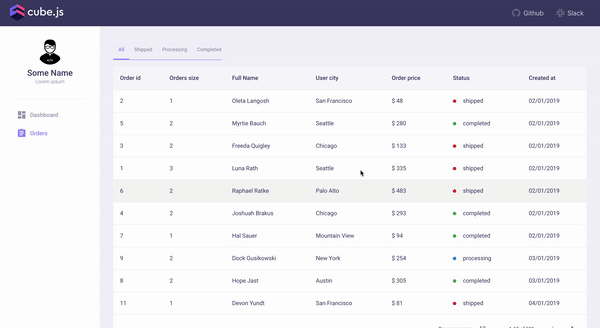 cube.js
Github
Slack
Some Name
Lorem ipsum
Dashboard
Orders
All Shipped Processing Completed
Order id Orders size Full Name User city Order price Status Created at
2 1 Oleta Langosh San Francisco $ 48 shipped 02/01/2019
5 2 Myrtie Bauch Seattle $ 280 completed 02/01/2019
3 2 Freeda Quigley Chicago $ 133 shipped 02/01/2019
1 3 Luna Rath Seattle $ 335 shipped 02/01/2019
6 2 Raphael Ratke Palo Alto $ 483 shipped 02/01/2019
4 2 Joshuah Brakus Chicago $ 293 completed 02/01/2019
7 1 Hal Sauer Mountain View $ 94 completed 02/01/2019
9 2 Dock Gusikowski New York $ 254 processing 03/01/2019
8 2 Hope Jast Austin $ 305 completed 03/01/2019
11 1 Devon Yundt San Francisco $ 81 shipped 04/01/2019